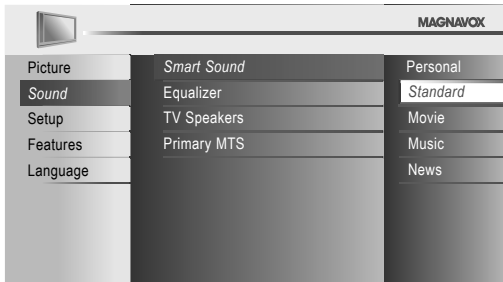 MAGNAVOX
Picture
Sound
Setup
Features
Language
Smart Sound
Equalizer
TV Speakers
Primary MTS
Personal
Standard
Movie
Music
News